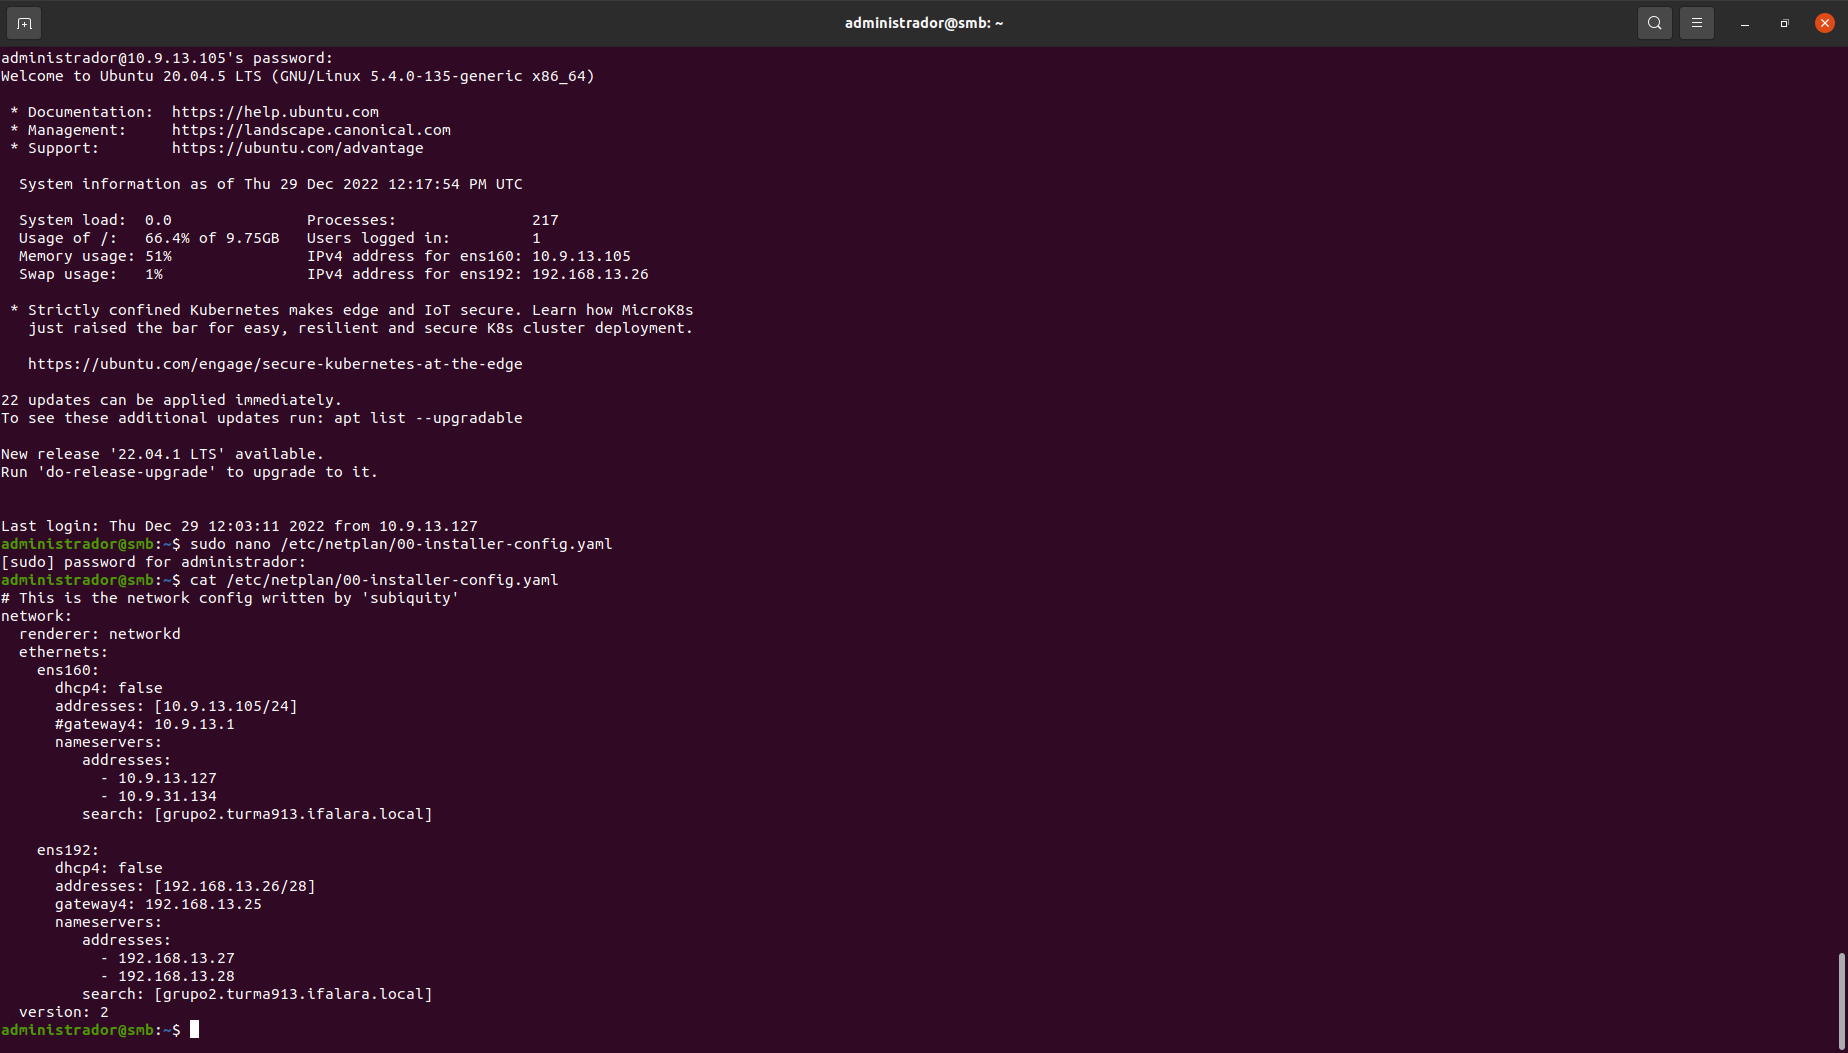 administrador@smb: ~
administrador@10.9.13.105's password:
Welcome to Ubuntu 20.04.5 LTS (GNU/Linux 5.4.0-135-generic x86_64)
 * Documentation:  https://help.ubuntu.com
 * Management:     https://landscape.canonical.com
 * Support:        https://ubuntu.com/advantage
  System information as of Thu 29 Dec 2022 12:17:54 PM UTC
  System load:  0.0               Processes:               217
  Usage of /:   66.4% of 9.75GB   Users logged in:         1
  Memory usage: 51%               IPv4 address for ens160: 10.9.13.105
  Swap usage:   1%                IPv4 address for ens192: 192.168.13.26
 * Strictly confined Kubernetes makes edge and IoT secure. Learn how MicroK8s
   just raised the bar for easy, resilient and secure K8s cluster deployment.
   https://ubuntu.com/engage/secure-kubernetes-at-the-edge
22 updates can be applied immediately.
To see these additional updates run: apt list --upgradable
New release '22.04.1 LTS' available.
Run 'do-release-upgrade' to upgrade to it.
Last login: Thu Dec 29 12:03:11 2022 from 10.9.13.127
administrador@smb:~$ sudo nano /etc/netplan/00-installer-config.yaml
[sudo] password for administrador:
administrador@smb:~$ cat /etc/netplan/00-installer-config.yaml
# This is the network config written by 'subiquity'
network:
  renderer: networkd
  ethernets:
    ens160:
      dhcp4: false
      addresses: [10.9.13.105/24]
      #gateway4: 10.9.13.1
      nameservers:
         addresses:
           - 10.9.13.127
           - 10.9.31.134
         search: [grupo2.turma913.ifalara.local]
    ens192:
      dhcp4: false
      addresses: [192.168.13.26/28]
      gateway4: 192.168.13.25
      nameservers:
         addresses:
           - 192.168.13.27
           - 192.168.13.28
         search: [grupo2.turma913.ifalara.local]
  version: 2
administrador@smb:~$